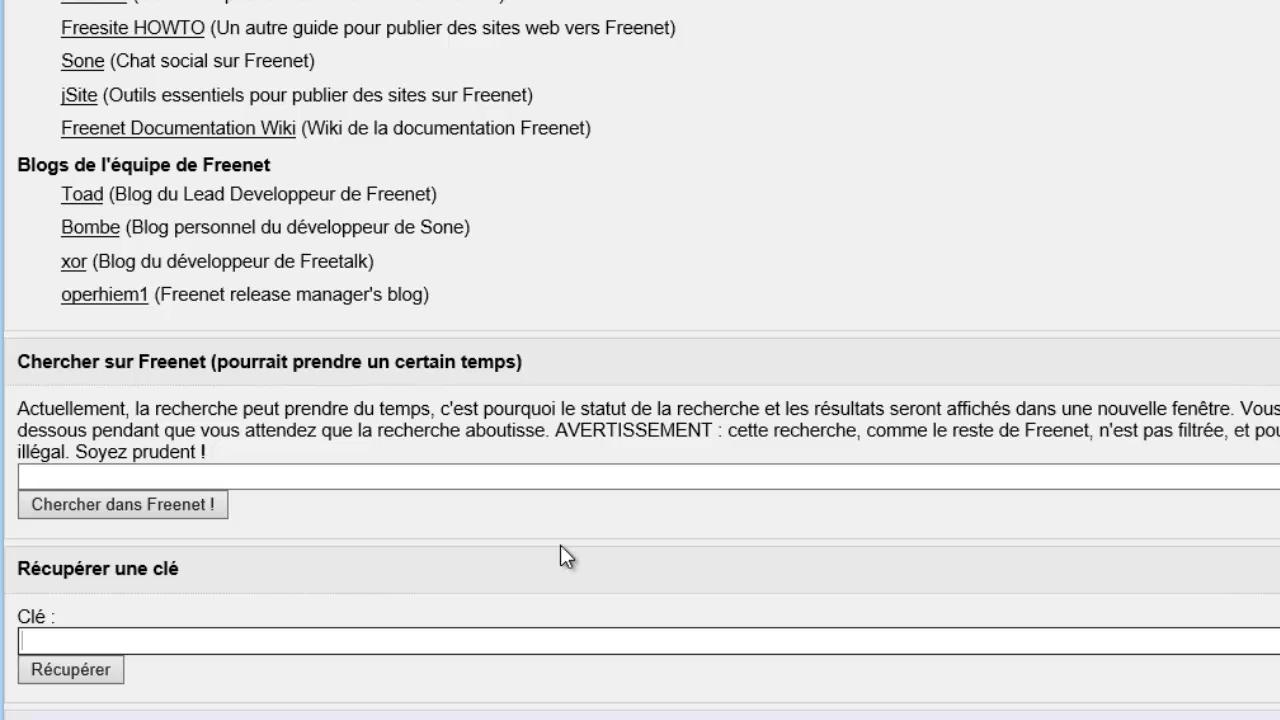 Freesite HOWTO (Un autre guide pour publier des sites web vers Freenet)
Sone (Chat social sur Freenet)
jSite (Outils essentiels pour publier des sites sur Freenet)
Freenet Documentation Wiki (Wiki de la documentation Freenet)
Blogs de l'équipe de Freenet
Toad (Blog du Lead Developpeur de Freenet)
Bombe (Blog personnel du développeur de Sone)
xor (Blog du développeur de Freetalk)
operhiem1 (Freenet release manager's blog)
Chercher sur Freenet (pourrait prendre un certain temps)
Actuellement, la recherche peut prendre du temps, c'est pourquoi le statut de la recherche et les résultats seront affichés dans une nouvelle fenêtre. Vous
dessous pendant que vous attendez que la recherche aboutisse. AVERTISSEMENT : cette recherche, comme le reste de Freenet, n'est pas filtrée, et
illégal. Soyez prudent !
Chercher dans Freenet !
Récupérer une clé
Clé :
Récupérer